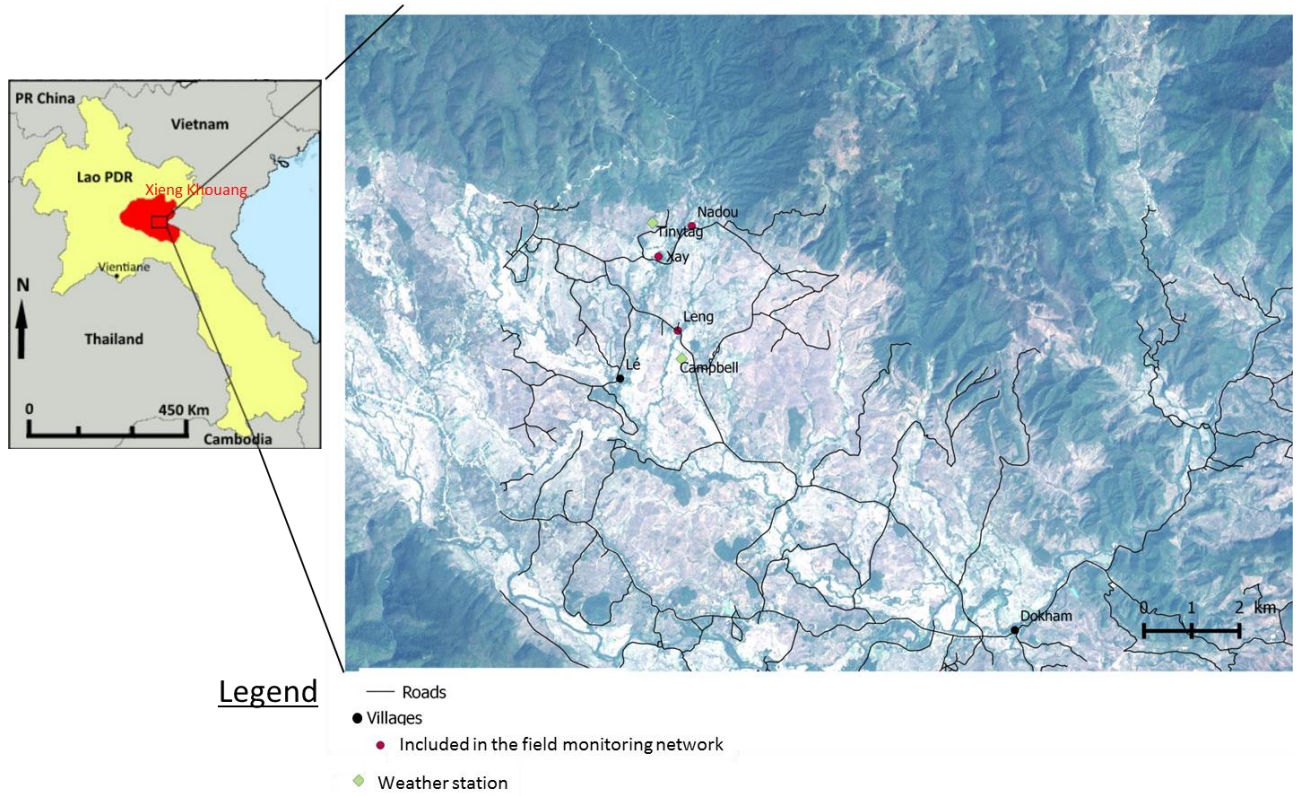 PR China
Vietnam
Lao PDR
Xieng Khouang
Vientiane
N
Thailand
0 450 Km
Cambodia
Nadou
Tinytag
Xay
Leng
Campbell
Lé
Dokham
0 1 2 km
Legend
Roads
Villages
Included in the field monitoring network
Weather station